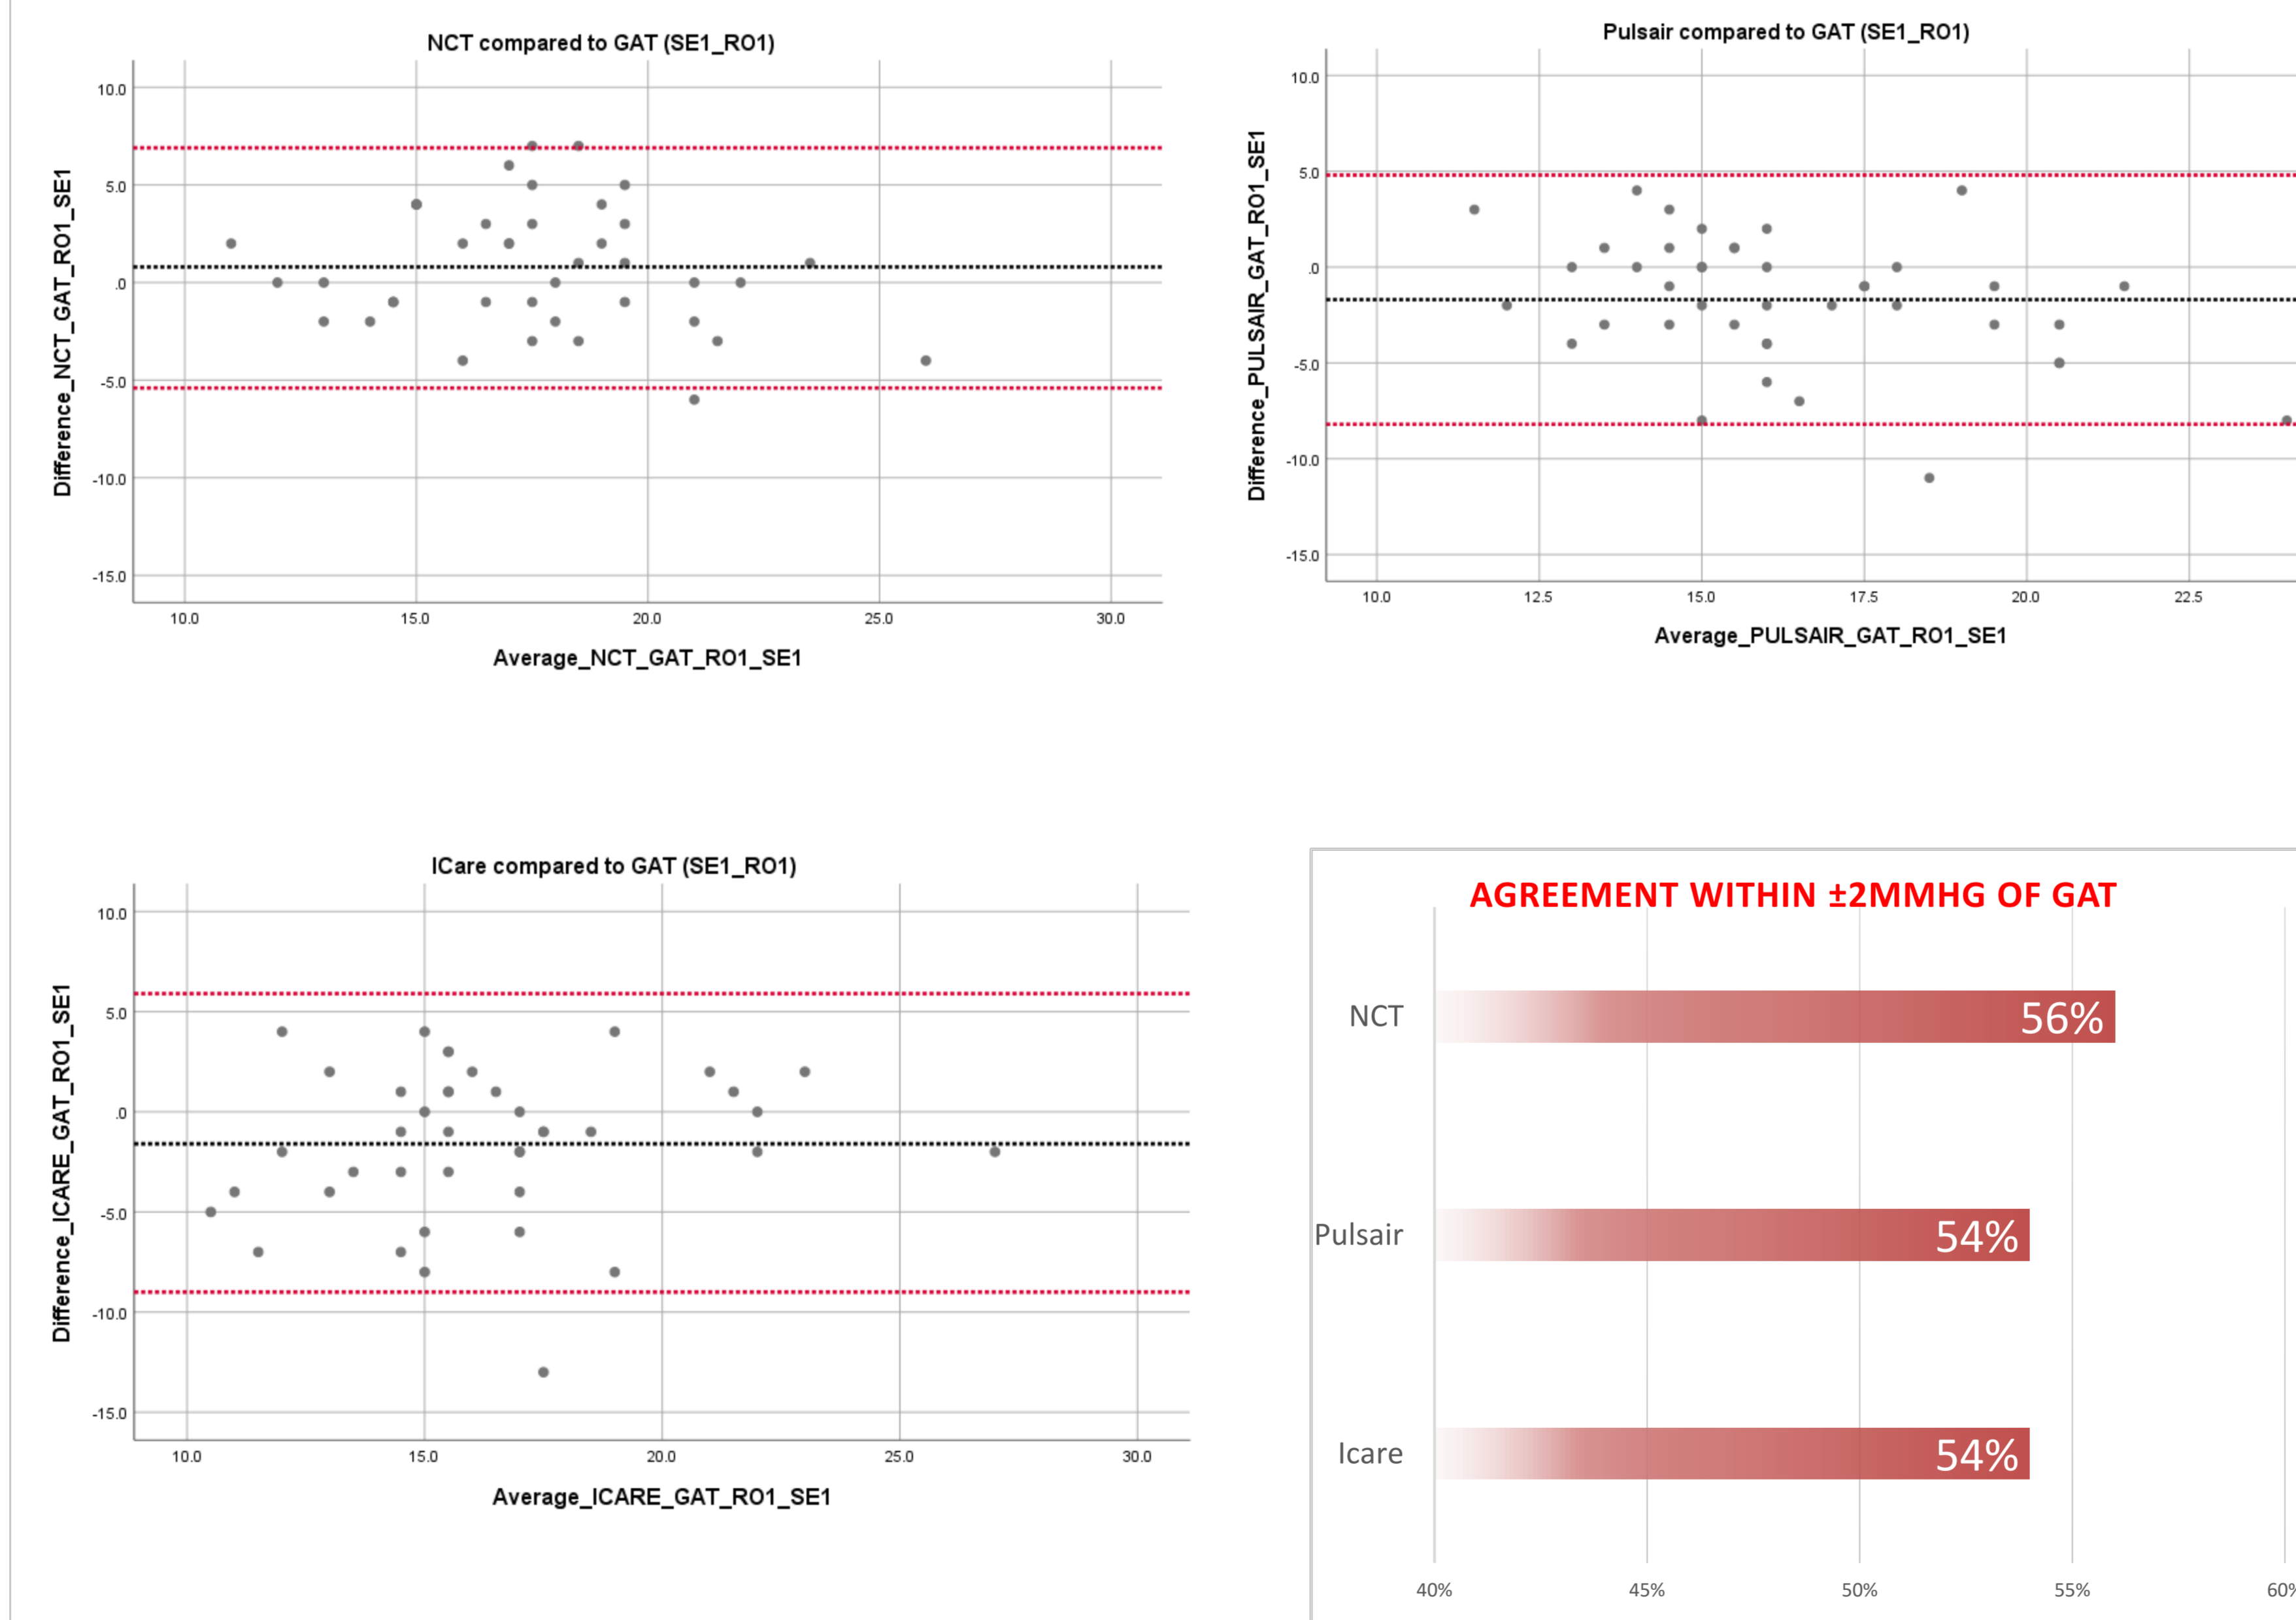 NCT compared to GAT (SE1_RO1)
Difference_NCT_GAT_RO1_SE1
10.0
5.0
.0
-5.0
-10.0
-15.0
10.0 15.0 20.0 25.0 30.0
Average_NCT_GAT_RO1_SE1
Pulsair compared to GAT (SE1_RO1)
Difference_PULSAIR_GAT_RO1_SE1
10.0
5.0
.0
-5.0
-10.0
-15.0
10.0 12.5 15.0 17.5 20.0 22.5
Average_PULSAIR_GAT_RO1_SE1
ICare compared to GAT (SE1_RO1)
Difference_ICARE_GAT_RO1_SE1
10.0
5.0
.0
-5.0
-10.0
-15.0
10.0 15.0 20.0 25.0 30.0
Average_ICARE_GAT_RO1_SE1
AGREEMENT WITHIN ±2MMHG OF GAT
NCT 56%
Pulsair 54%
Icare 54%
40% 45% 50% 55% 60%